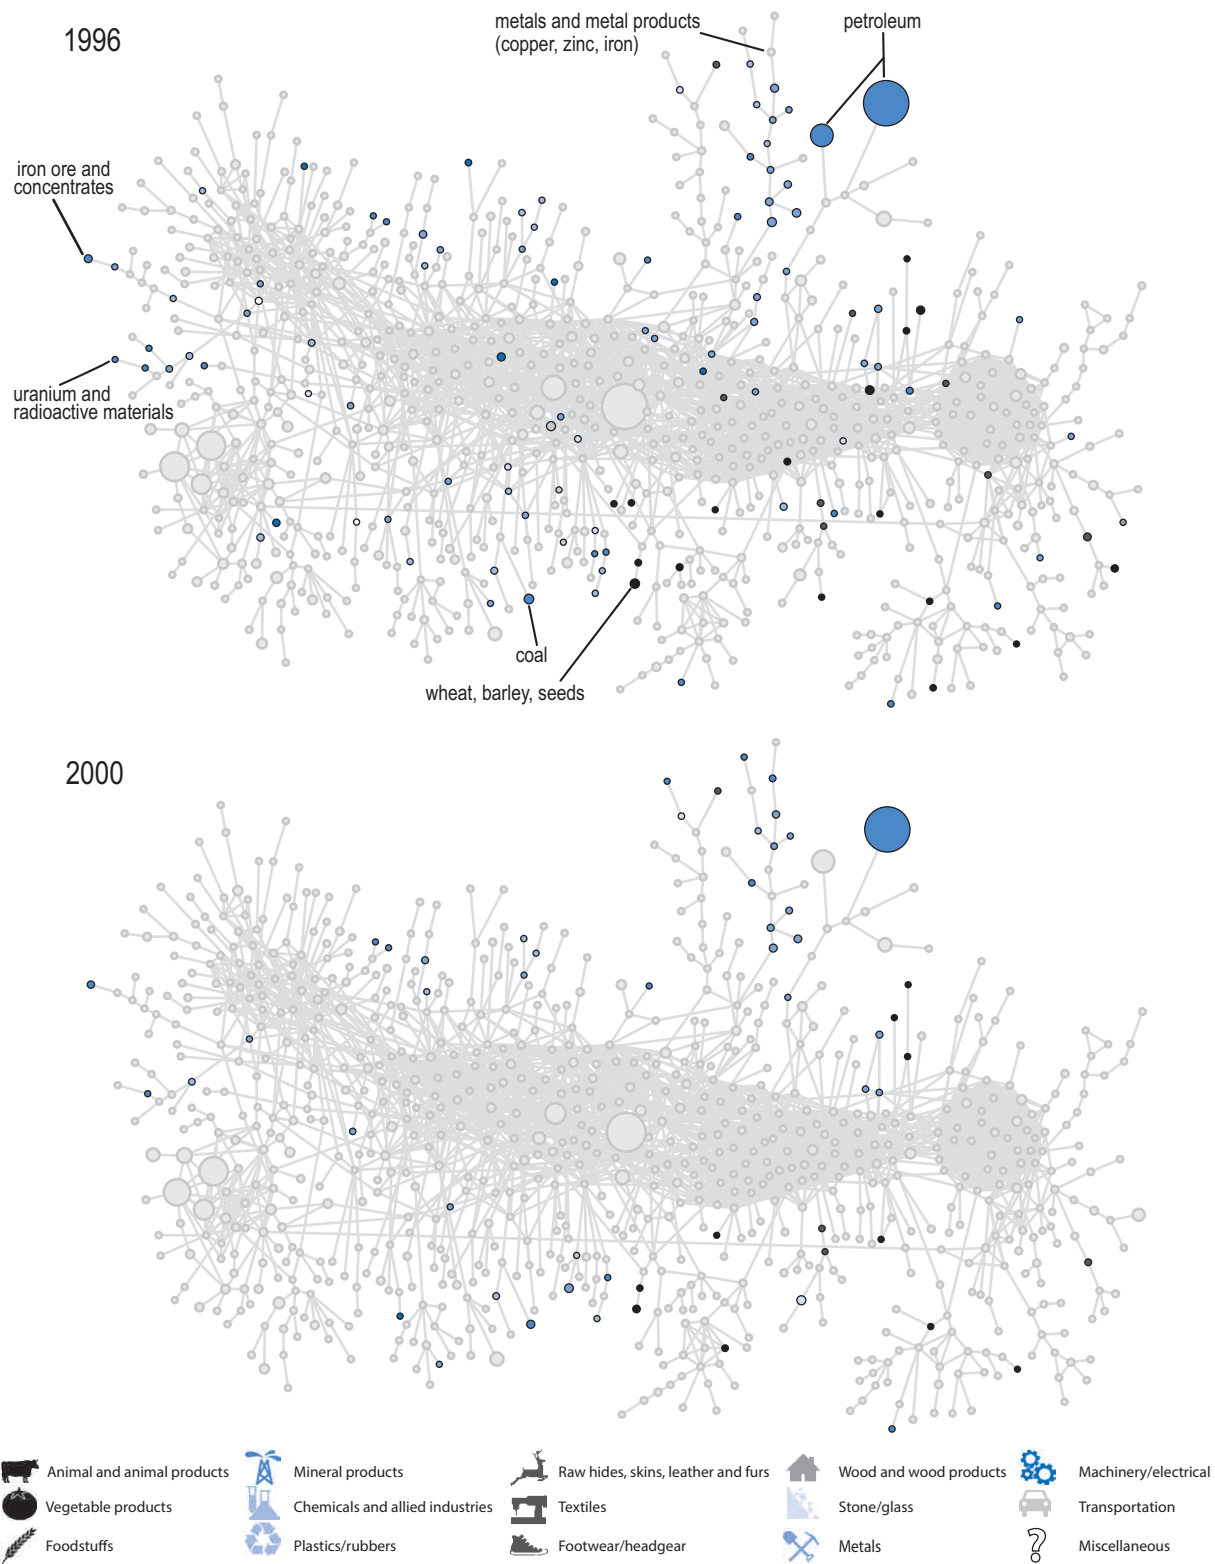 1996
metals and metal products
(copper, zinc, iron)
petroleum
iron ore and
concentrates
uranium and
radioactive materials
coal
wheat, barley, seeds
2000
Animal and animal products
Mineral products
Raw hides, skins, leather and furs
Wood and wood products
Machinery/electrical
Vegetable products
Chemicals and allied industries
Textiles
Stone/glass
Transportation
Foodstuffs
Plastics/rubbers
Footwear/headgear
Metals
Miscellaneous